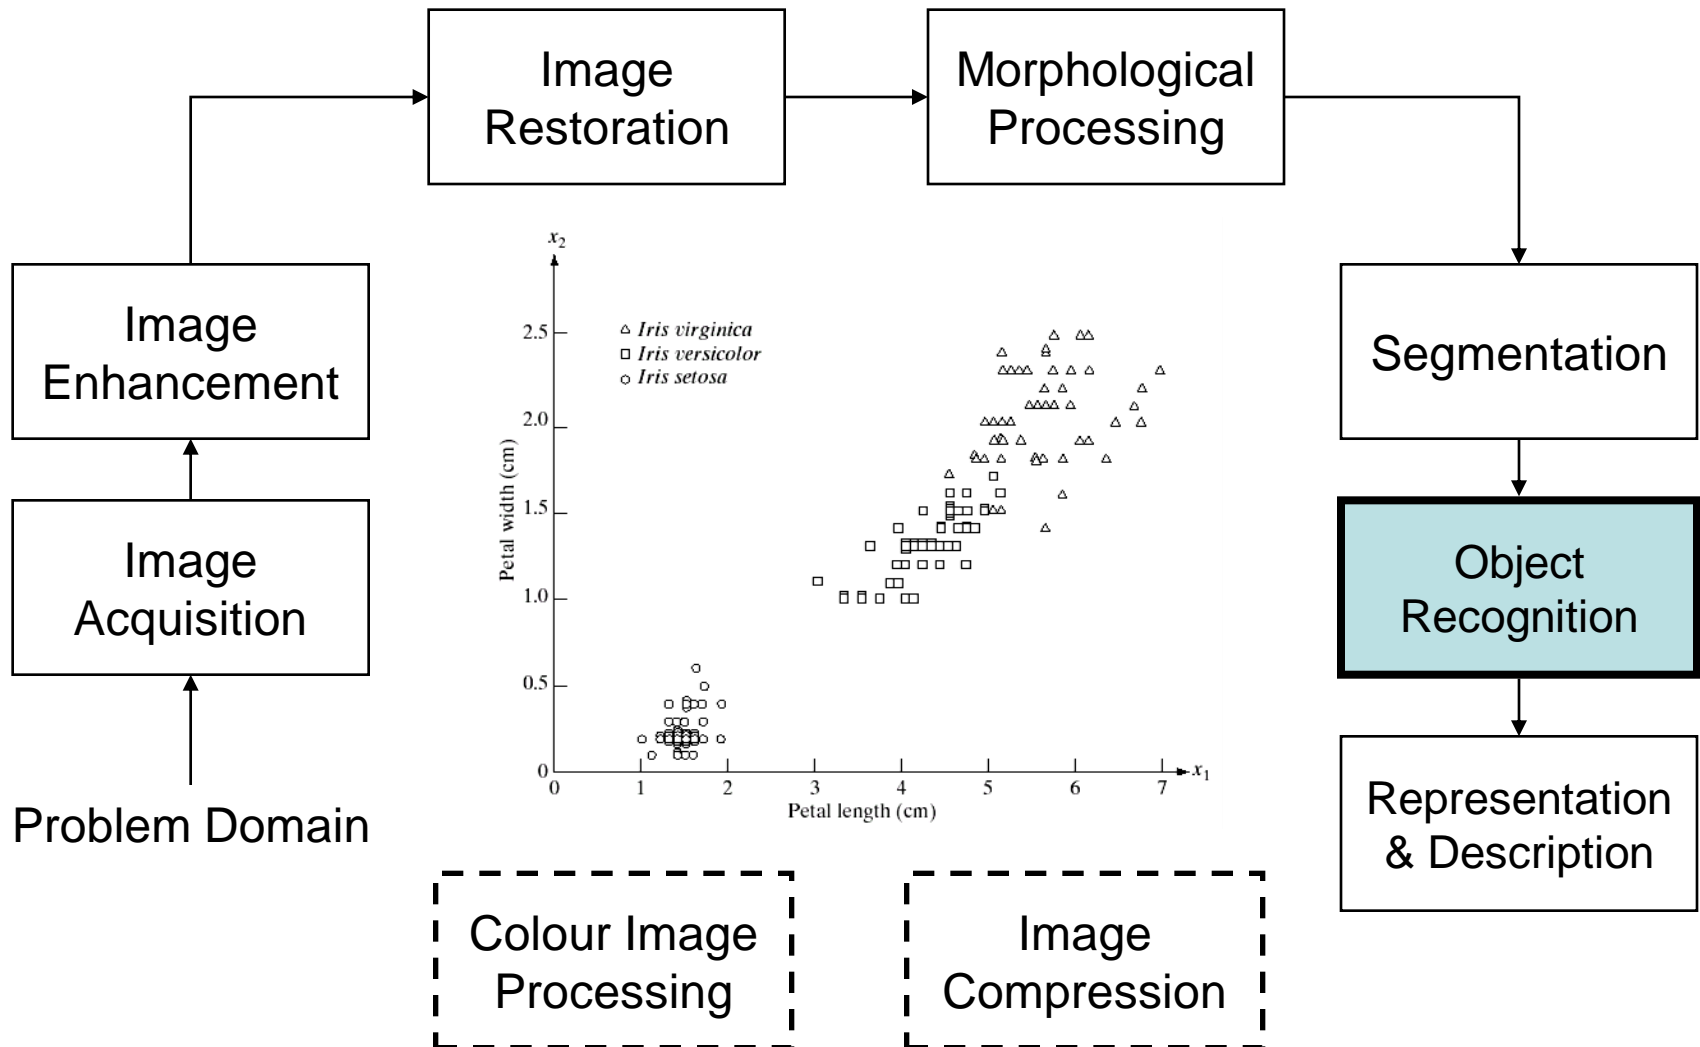 Image
Restoration
Morphological
Processing
Image
Enhancement
Segmentation
Image
Acquisition
Object
Recognition
Problem Domain
Representation
& Description
x2
2.5
2.0
1.5
1.0
0.5
0
Petal width (cm)
Iris virginica
Iris versicolor
Iris setosa
1 2 3 4 5 6 7
x1
Petal length (cm)
Colour Image
Processing
Image
Compression